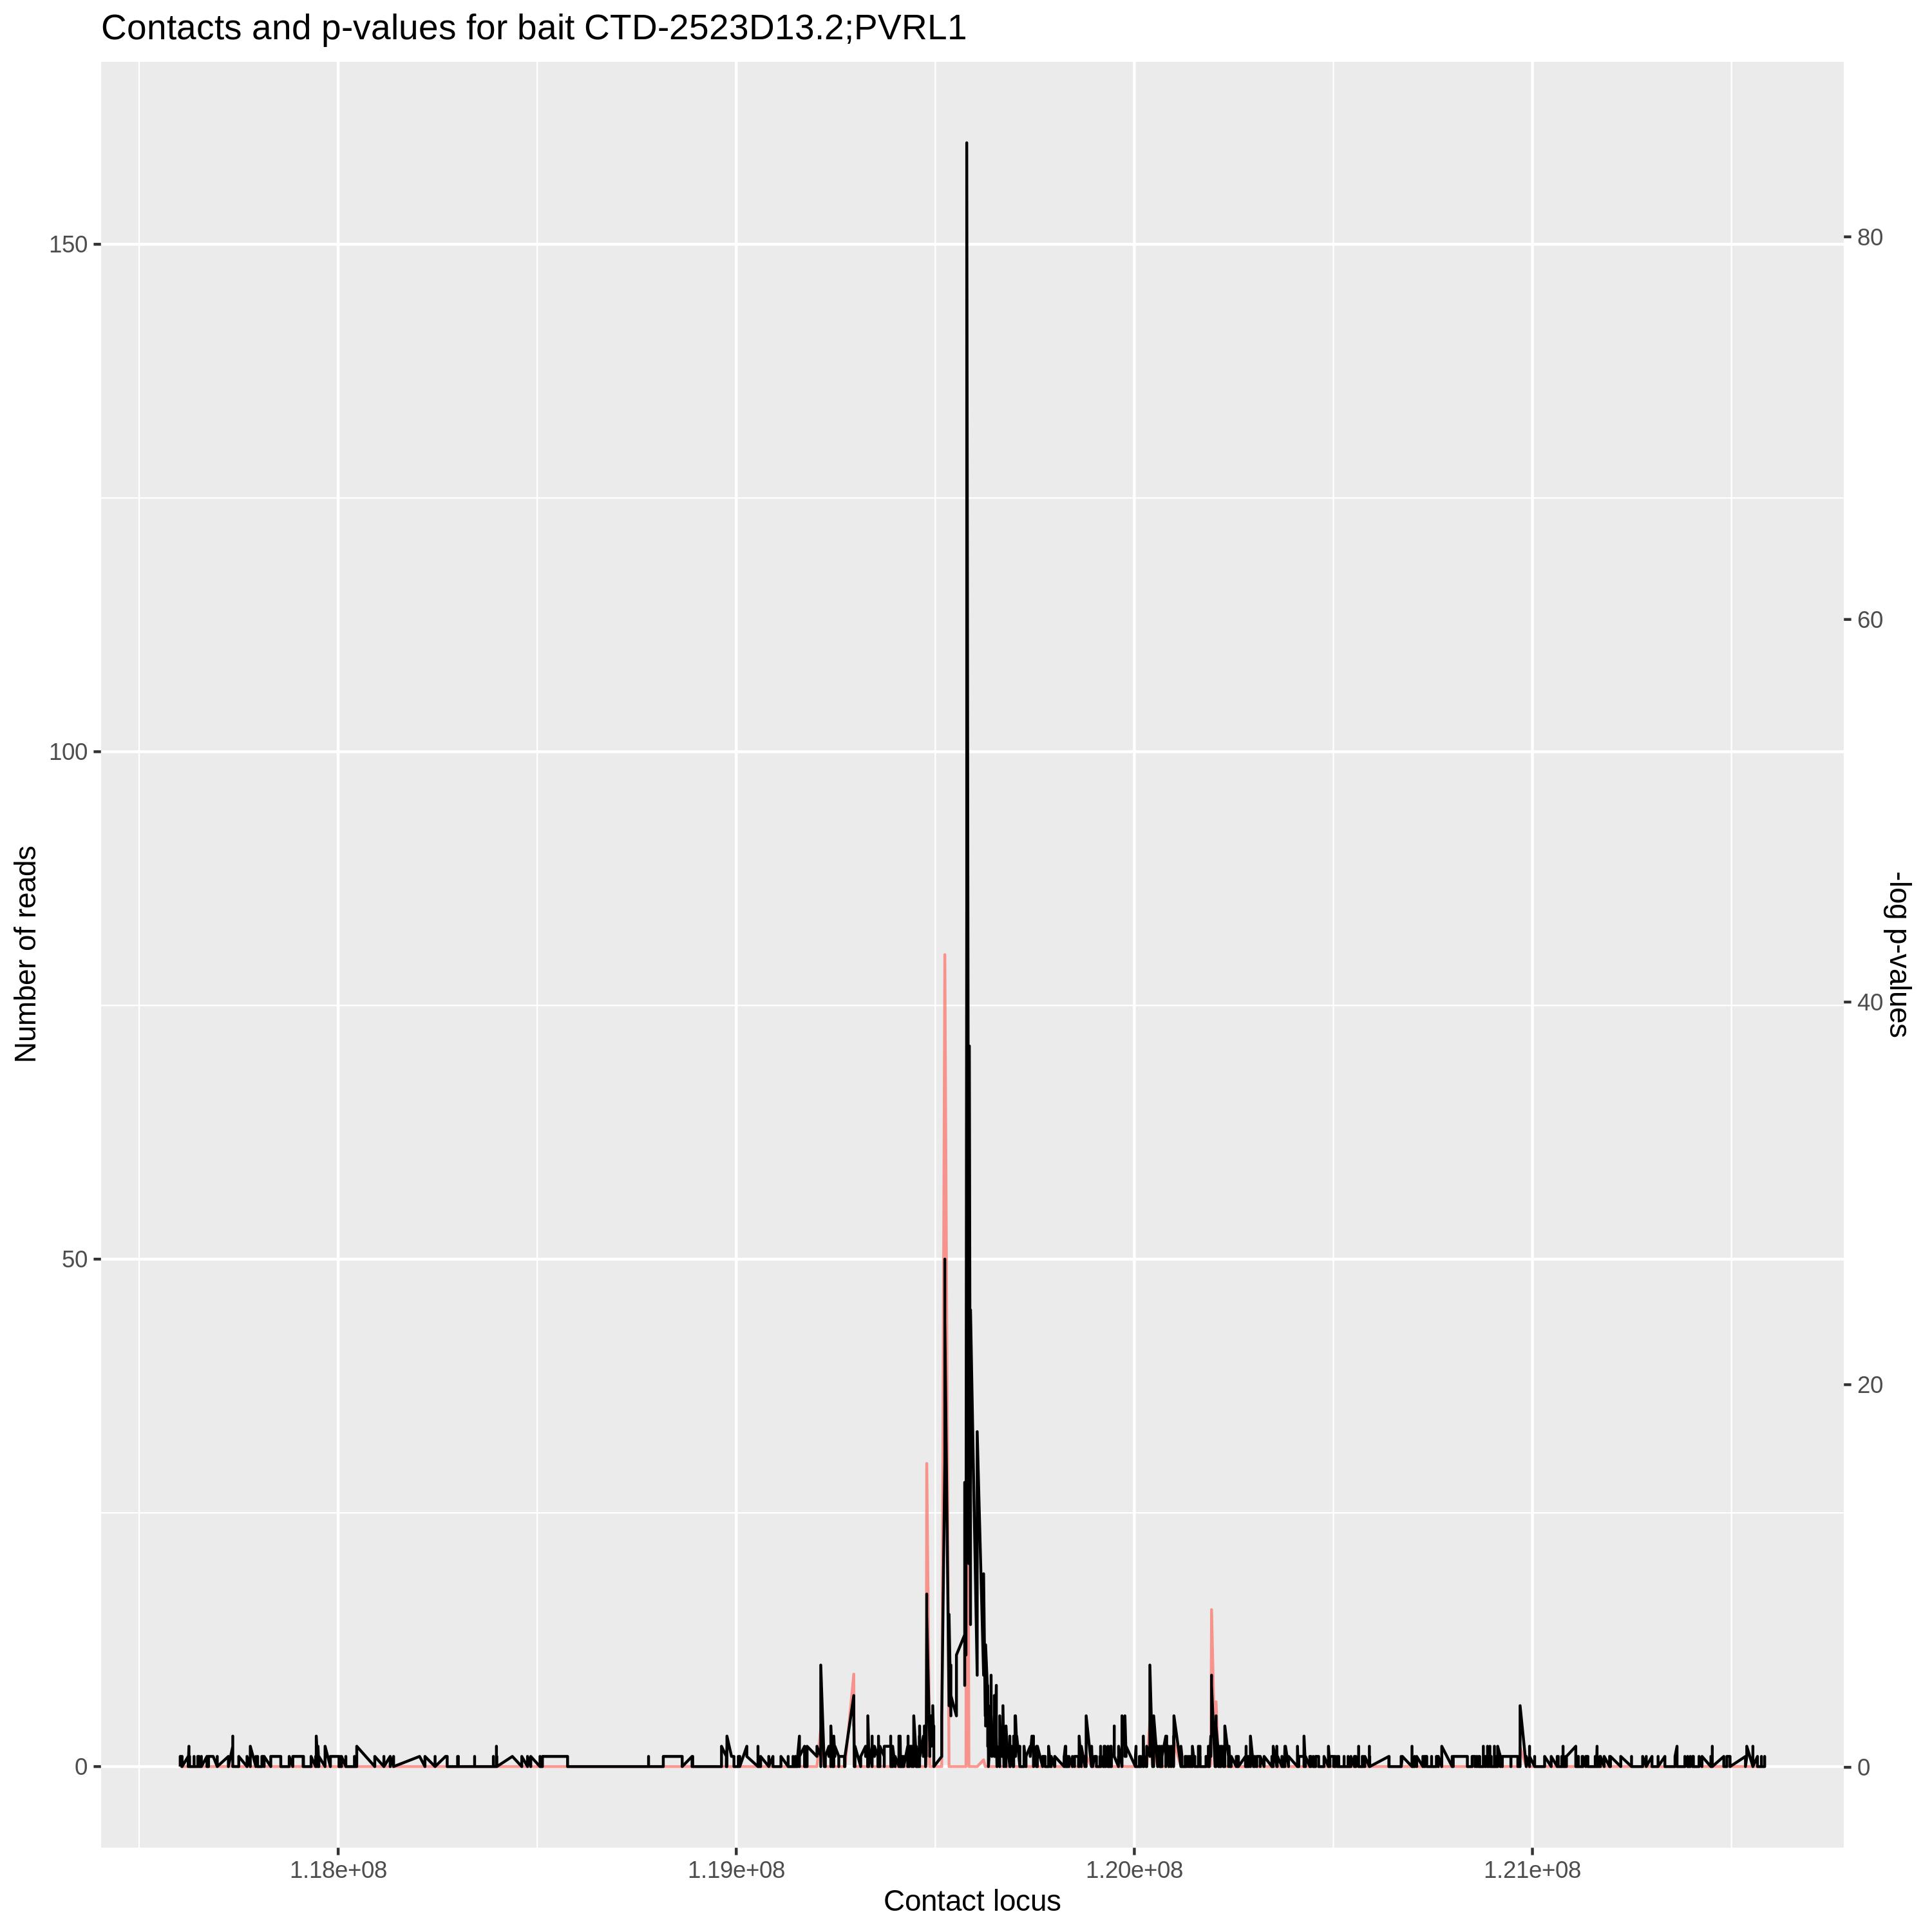 Contacts and p-values for bait CTD-2523D13.2;PVRL1
150
100
50
0
Number of reads
80
60
40
20
0
-log p-values
1.18e+08
1.19e+08
1.20e+08
1.21e+08
Contact locus